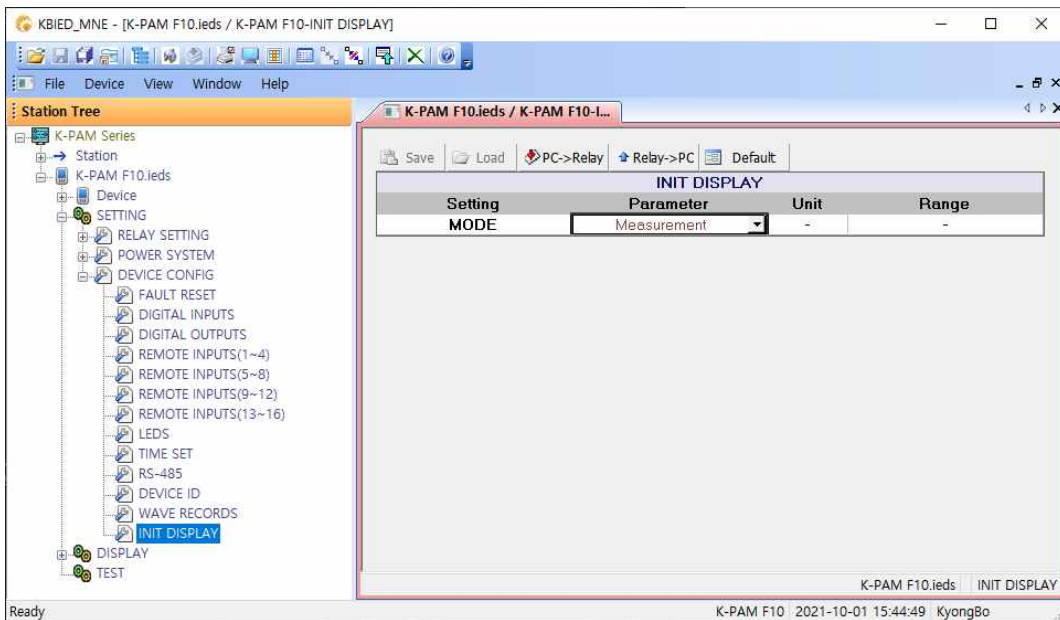 KBIED_MNE - [K-PAM F10.ieds / K-PAM F10-INIT DISPLAY]
File Device View Window Help
Station Tree
K-PAM F10.ieds / K-PAM F10-I...
K-PAM Series
Station
K-PAM F10.ieds
Device
SETTING
RELAY SETTING
POWER SYSTEM
DEVICE CONFIG
FAULT RESET
DIGITAL INPUTS
DIGITAL OUTPUTS
REMOTE INPUTS(1~4)
REMOTE INPUTS(5~8)
REMOTE INPUTS(9~12)
REMOTE INPUTS(13~16)
LEDS
TIME SET
RS-485
DEVICE ID
WAVE RECORDS
INIT DISPLAY
DISPLAY
TEST
Save Load PC->Relay Relay->PC Default
INIT DISPLAY
Setting Parameter Unit Range
MODE Measurement - -
K-PAM F10.ieds INIT DISPLAY
Ready K-PAM F10 2021-10-01 15:44:49 KyongBo